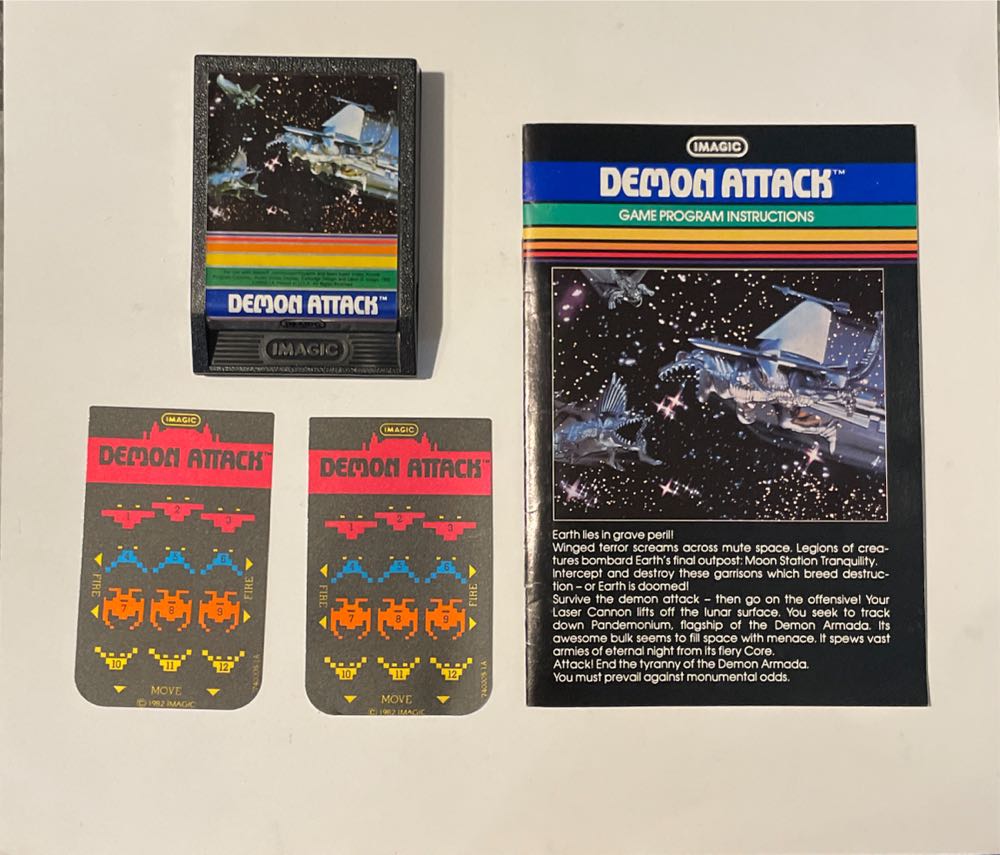 DEMON ATTACK™
IMAGIC
IMAGIC
IMAGIC
DEMON ATTACK™
GAME PROGRAM INSTRUCTIONS
Earth lies in grave peril!
Winged terror screams across mute space. Legions of crea-
tures bombard Earth's final outpost: Moon Station Tranquility.
Intercept and destroy these garrisons which breed destruc-
tion – or Earth is doomed!
Survive the demon attack – then go on the offensive! Your
Laser Cannon lifts off the lunar surface. You seek to track
down Pandemonium, flagship of the Demon Armada. Its
awesome bulk seems to fill space with menace. It spews vast
armies of eternal night from its fiery Core.
Attack! End the tyranny of the Demon Armada.
You must prevail against monumental odds.
IMAGIC
DEMON ATTACK™
1 2 3
4 5 6
FIRE
7 8 9
10 11 12
MOVE
© 1982 IMAGIC
IMAGIC
DEMON ATTACK™
1 2 3
4 5 6
FIRE FIRE
7 8 9
10 11 12
MOVE
© 1982 IMAGIC